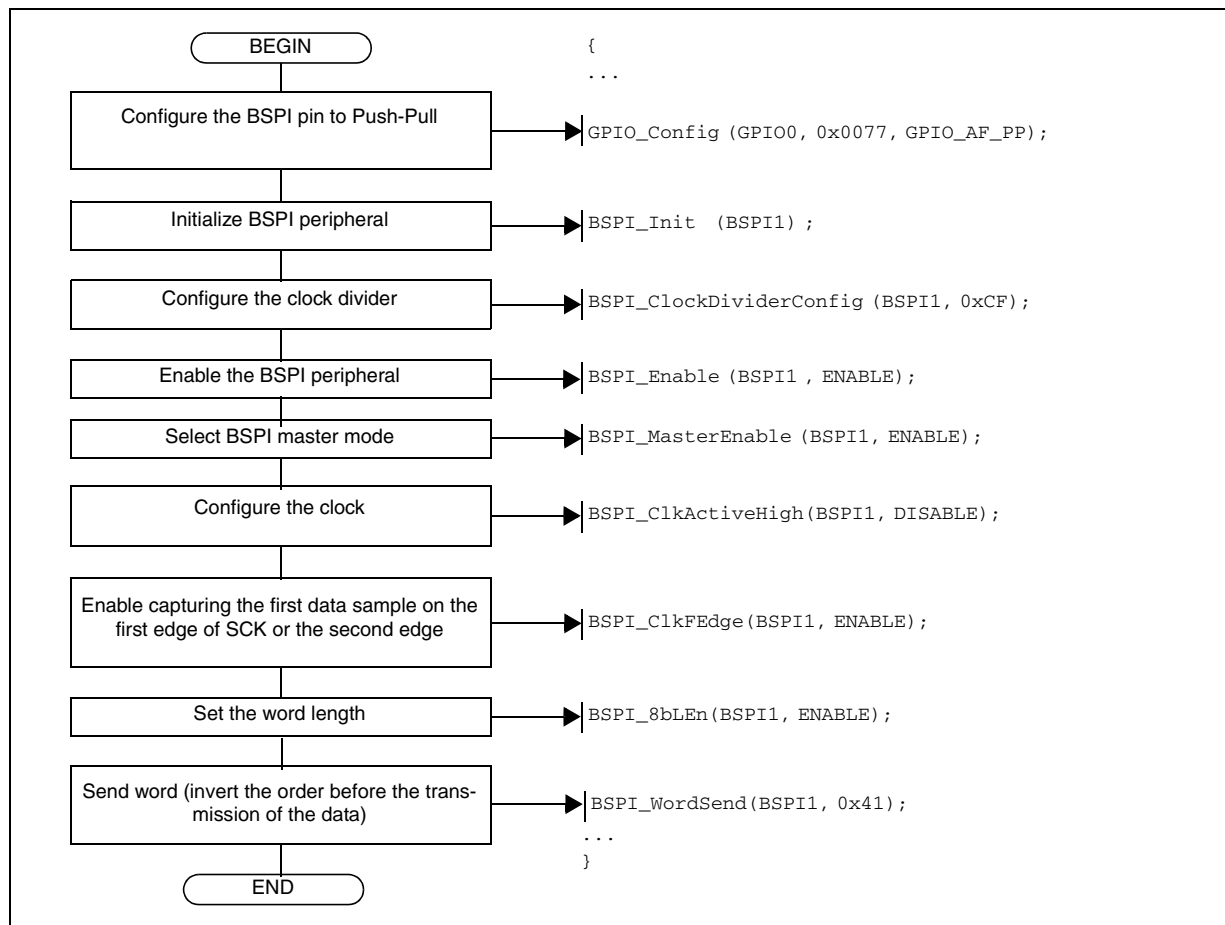 BEGIN
{
...
Configure the BSPI pin to Push-Pull
GPIO_Config (GPIO0, 0x0077, GPIO_AF_PP);
Initialize BSPI peripheral
BSPI_Init (BSPI1) ;
Configure the clock divider
BSPI_ClockDividerConfig (BSPI1, 0xCF);
Enable the BSPI peripheral
BSPI_Enable (BSPI1 , ENABLE);
Select BSPI master mode
BSPI_MasterEnable (BSPI1, ENABLE);
Configure the clock
BSPI_ClkActiveHigh(BSPI1, DISABLE);
Enable capturing the first data sample on the
first edge of SCK or the second edge
BSPI_ClkFEdge(BSPI1, ENABLE);
Set the word length
BSPI_8bLEn(BSPI1, ENABLE);
Send word (invert the order before the trans-
mission of the data)
BSPI_WordSend(BSPI1, 0x41);
...
}
END